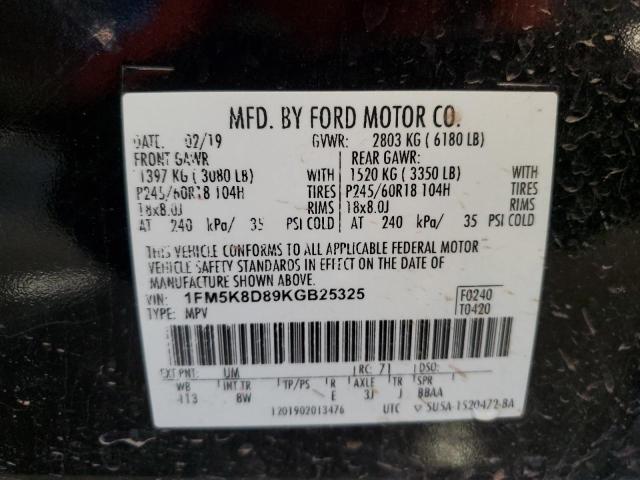 MFD. BY FORD MOTOR CO.
DATE: 02/19 GVWR: 2803 KG ( 6180 LB)
FRONT GAWR: REAR GAWR:
1397 KG ( 3080 LB) WITH 1520 KG ( 3350 LB) WITH
P245/60R18 104H TIRES P245/60R18 104H TIRES
18x8.0J RIMS 18x8.0J RIMS
AT 240 kPa/ 35 PSI COLD AT 240 kPa/ 35 PSI COLD
THIS VEHICLE CONFORMS TO ALL APPLICABLE FEDERAL MOTOR
VEHICLE SAFETY STANDARDS IN EFFECT ON THE DATE OF
MANUFACTURE SHOWN ABOVE.
VIN: 1FM5K8D89KGB25325 F0240
TYPE: MPV T0420
EXT PNT: UM RC: 71 DSO:
WB INT TR TP/PS R AXLE TR SPR
113 BW E 3J J BBAA
1201902013476 UTC ▽ 5USA-1520472-BA